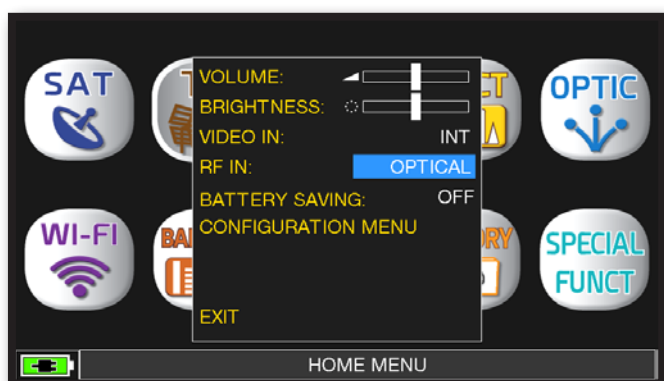 SAT
OPTIC
VOLUME:
BRIGHTNESS:
VIDEO IN: INT
RF IN: OPTICAL
BATTERY SAVING: OFF
CONFIGURATION MENU
EXIT
WI-FI
SPECIAL
FUNCT
HOME MENU